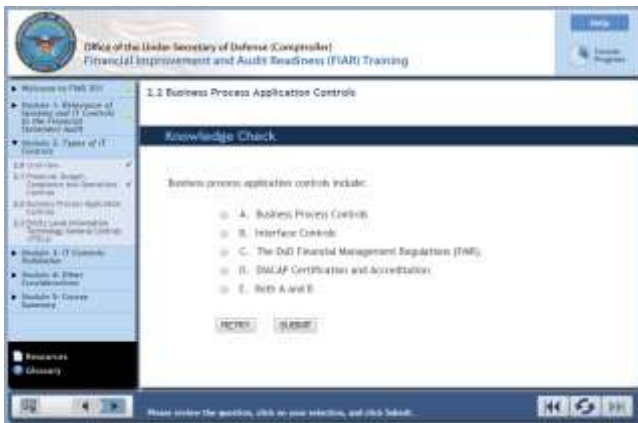 Office of the Under Secretary of Defense (Comptroller)
Financial Improvement and Audit Readiness (FIAR) Training
Help
Course
Progress
Welcome to FIAR
Module 1: Relevance of
Systems and IT Controls
to the Financial
Statement Audit
Module 2: Types of IT
Controls
2.0 Overview
2.1 Financial, Budget,
Compliance and Operations
Controls
2.2 Business Process Application
Controls
2.3 Entity Level Information
Technology General Controls
Module 3: IT Controls
Module 4: Other
Considerations
Module 5: Course
Summary
Resources
Glossary
2.2 Business Process Application Controls
Knowledge Check
Business process application controls include:
A. Business Process Controls
B. Interface Controls
C. The DoD Financial Management Regulations (FMR)
D. DIACAP Certification and Accreditation
E. Both A and B
RETRY SUBMIT
Please review the question, click on your selection, and click Submit.